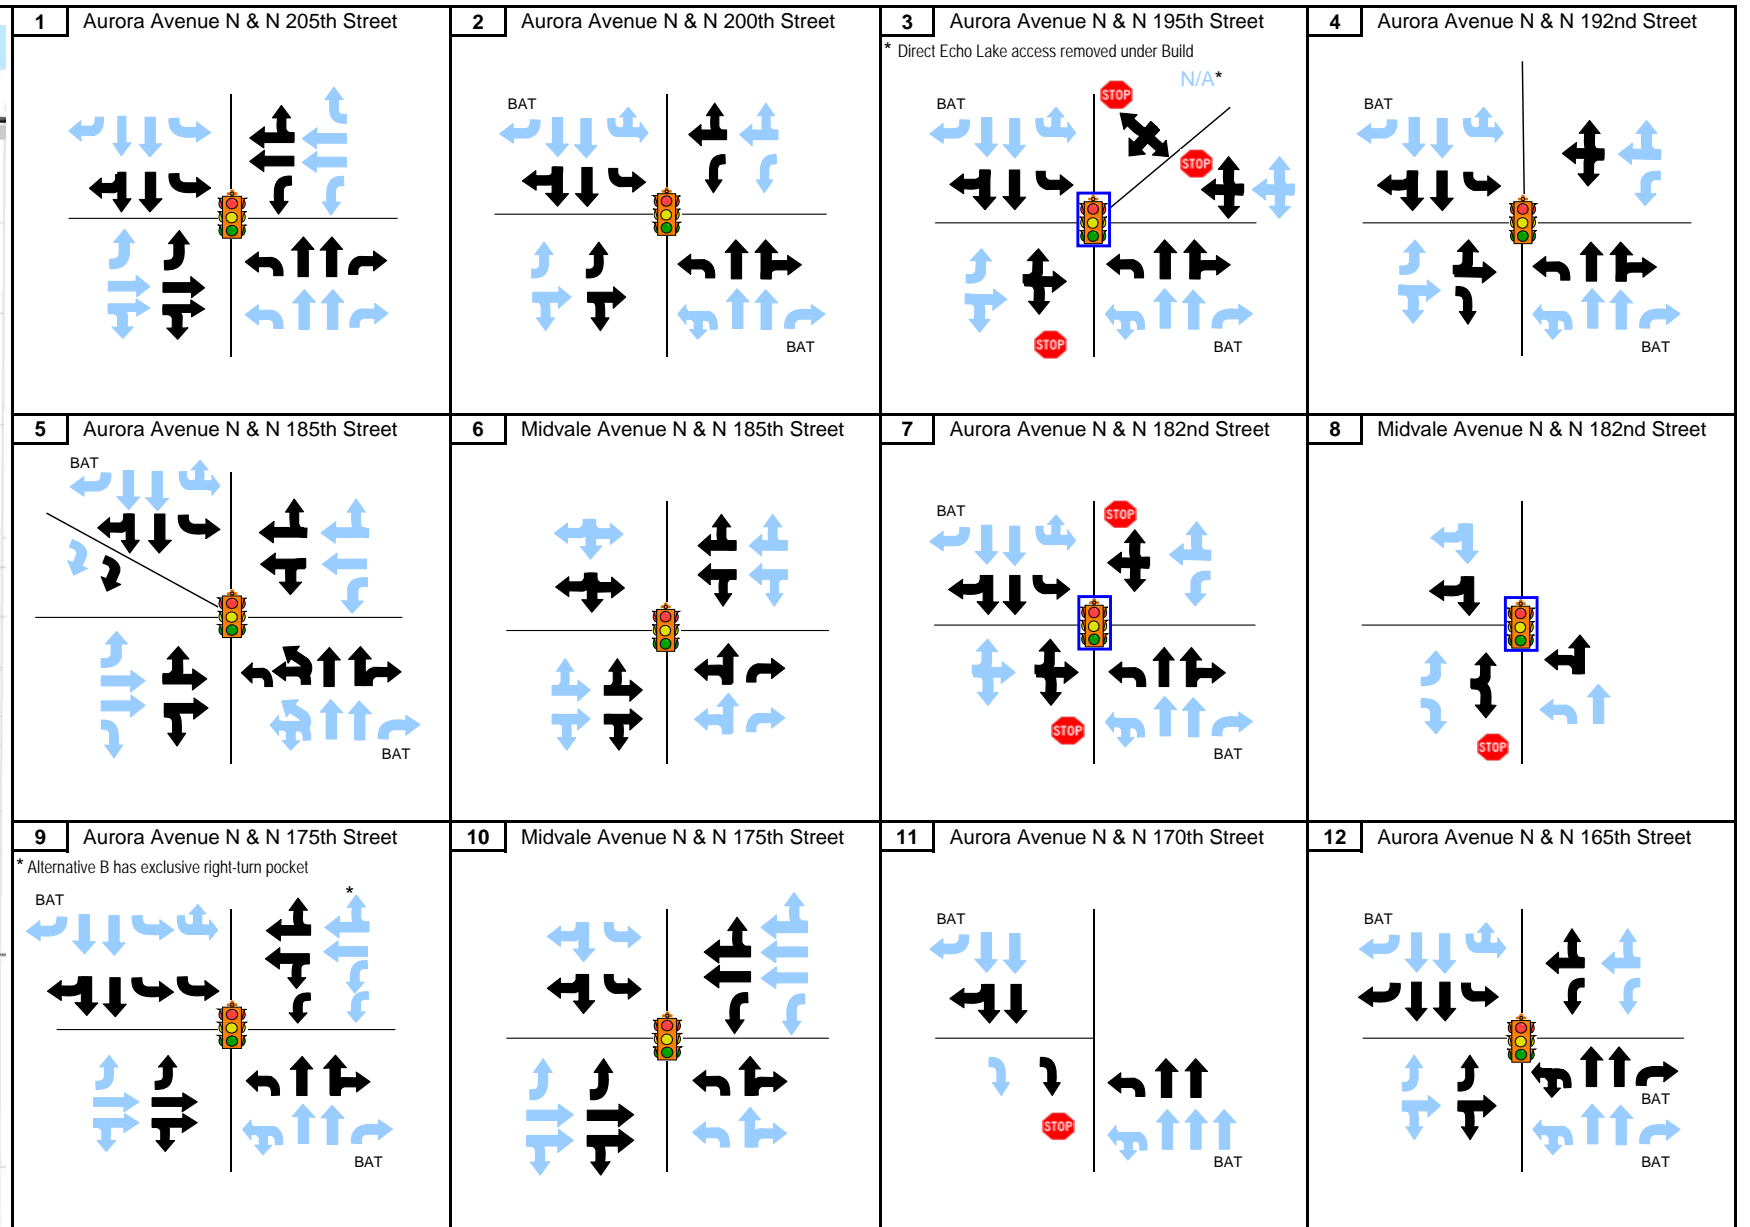 1 Aurora Avenue N & N 205th Street
2 Aurora Avenue N & N 200th Street
BAT
BAT
3 Aurora Avenue N & N 195th Street
* Direct Echo Lake access removed under Build
N/A*
BAT
STOP
STOP
STOP
BAT
4 Aurora Avenue N & N 192nd Street
BAT
BAT
5 Aurora Avenue N & N 185th Street
BAT
BAT
6 Midvale Avenue N & N 185th Street
7 Aurora Avenue N & N 182nd Street
BAT
STOP
STOP
BAT
8 Midvale Avenue N & N 182nd Street
STOP
9 Aurora Avenue N & N 175th Street
* Alternative B has exclusive right-turn pocket
BAT
*
BAT
10 Midvale Avenue N & N 175th Street
11 Aurora Avenue N & N 170th Street
BAT
STOP
BAT
12 Aurora Avenue N & N 165th Street
BAT
BAT
BAT